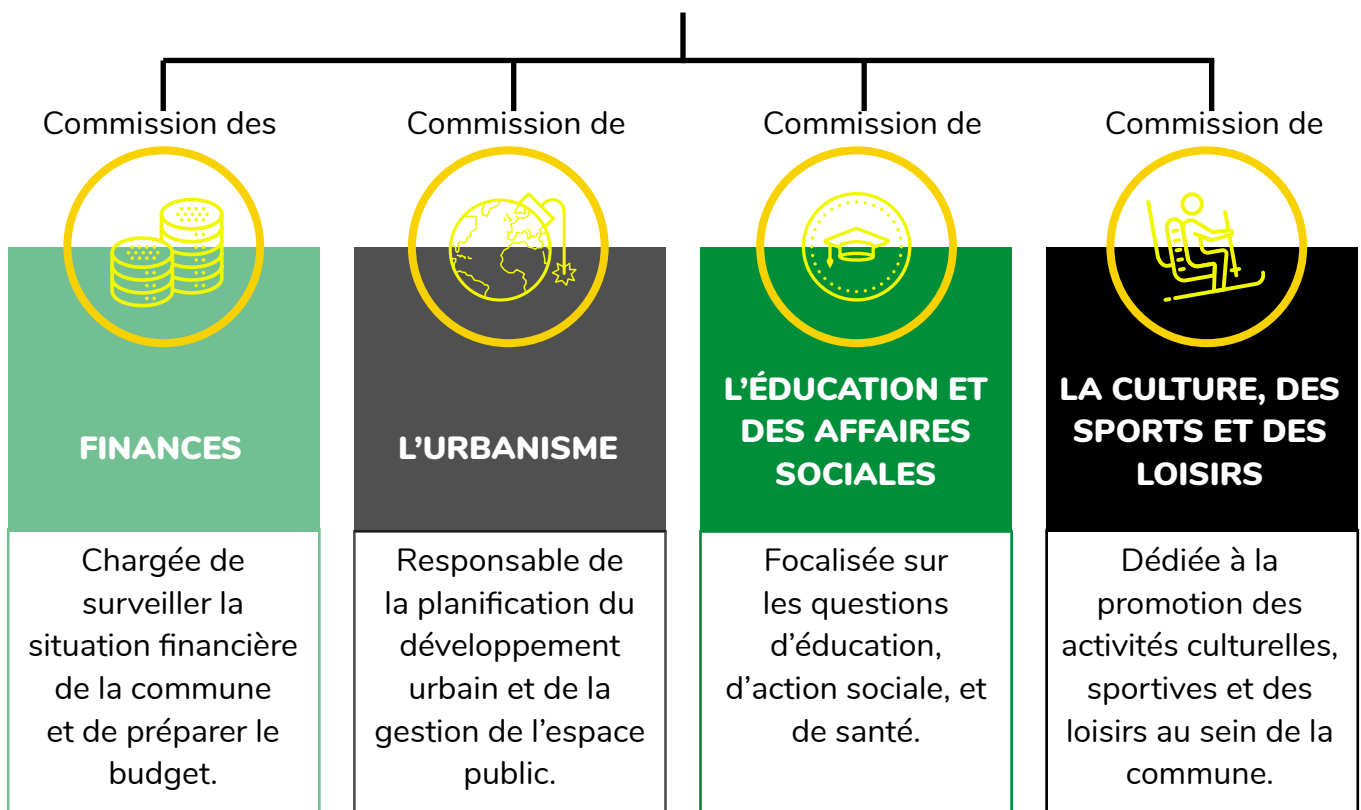 Commission des
FINANCES
Chargée de
surveiller la
situation financière
de la commune
et de préparer le
budget.
Commission de
L’URBANISME
Responsable de
la planification du
développement
urbain et de la
gestion de l’espace
public.
Commission de
L’ÉDUCATION ET
DES AFFAIRES
SOCIALES
Focalisée sur
les questions
d’éducation,
d’action sociale, et
de santé.
Commission de
LA CULTURE, DES
SPORTS ET DES
LOISIRS
Dédiée à la
promotion des
activités culturelles,
sportives et des
loisirs au sein de la
commune.